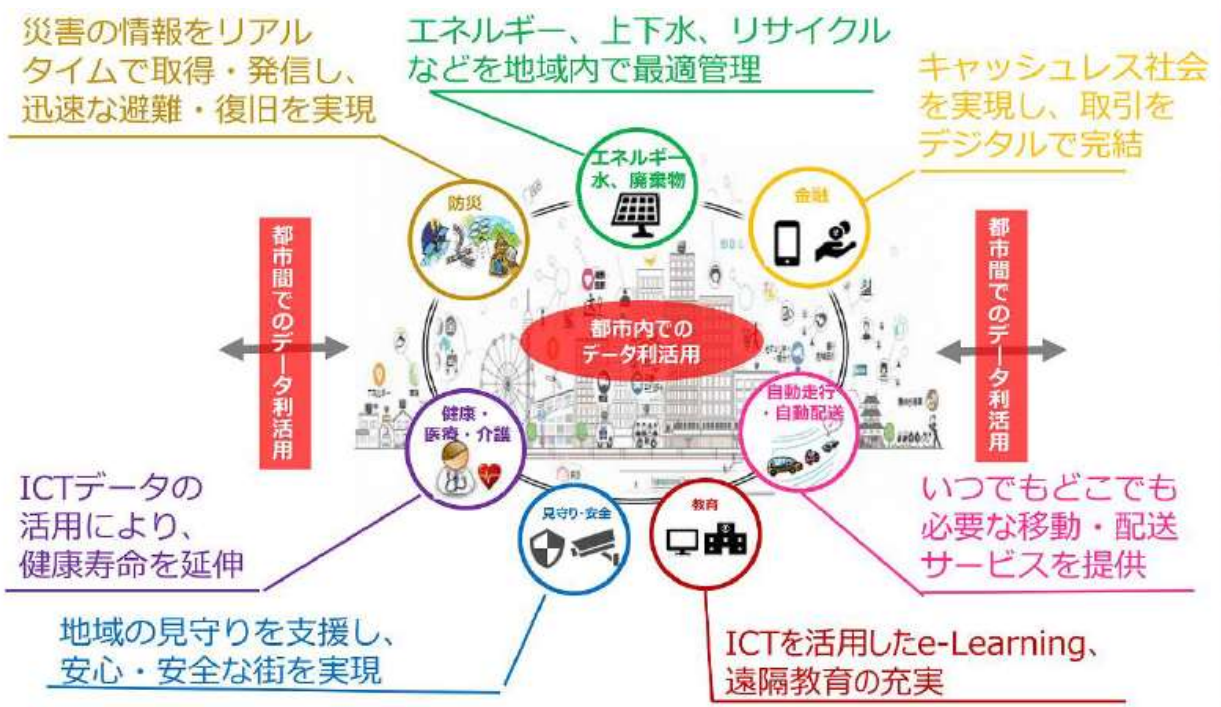 災害の情報をリアル
タイムで取得・発信し、
迅速な避難・復旧を実現
エネルギー、上下水、リサイクル
などを地域内で最適管理
キャッシュレス社会
を実現し、取引を
デジタルで完結
エネルギー
水、廃棄物
防災
金融
都市間でのデータ利活用
都市内での
データ利活用
都市間でのデータ利活用
健康・
医療・介護
自動走行
・自動配送
見守り・安全
教育
ICTデータの
活用により、
健康寿命を延伸
いつでもどこでも
必要な移動・配送
サービスを提供
地域の見守りを支援し、
安心・安全な街を実現
ICTを活用したe-Learning、
遠隔教育の充実